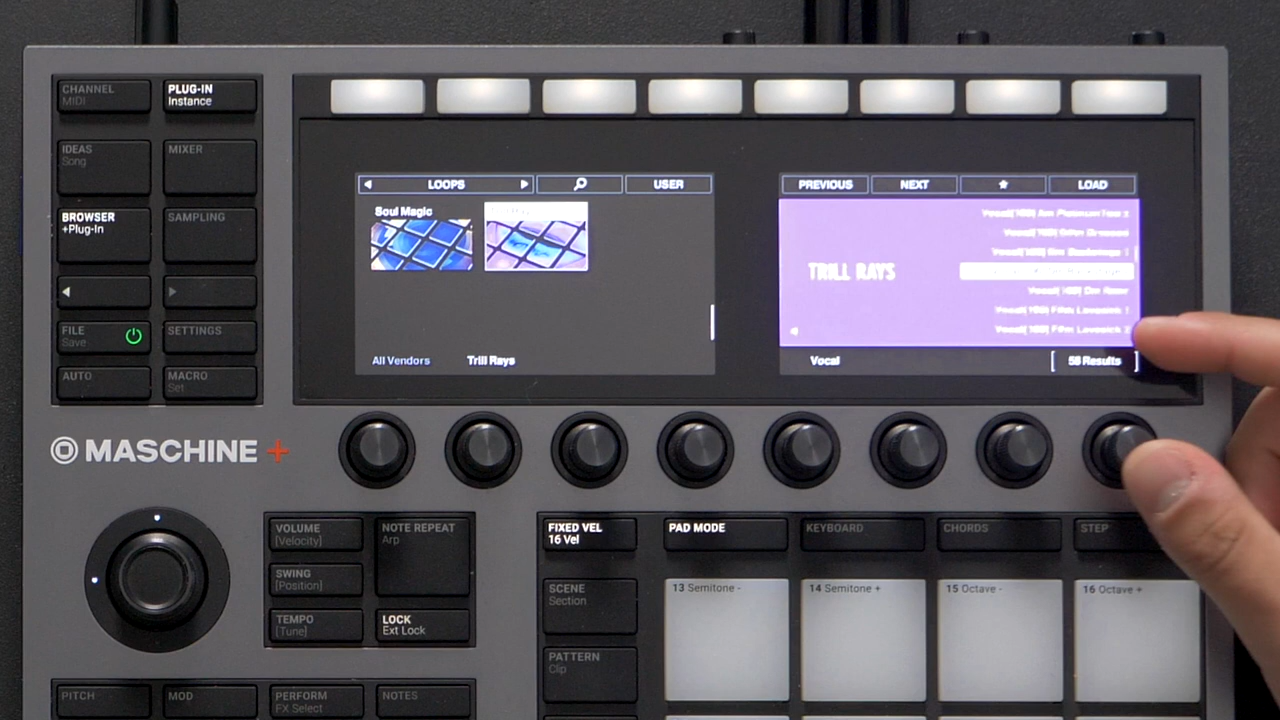 CHANNEL
MIDI
PLUG-IN
Instance
IDEAS
Song
MIXER
BROWSER
+Plug-In
SAMPLING
FILE
Save
SETTINGS
AUTO
MACRO
Set
MASCHINE +
LOOPS
USER
Soul Magic
All Vendors
Trill Rays
PREVIOUS
NEXT
LOAD
TRILL RAYS
Vocal
58 Results
VOLUME
[Velocity]
NOTE REPEAT
Arp
SWING
[Position]
TEMPO
[Tune]
LOCK
Ext Lock
PITCH
MOD
PERFORM
FX Select
NOTES
FIXED VEL
16 Vel
PAD MODE
KEYBOARD
CHORDS
STEP
SCENE
Section
PATTERN
Clip
13 Semitone -
14 Semitone +
15 Octave -
16 Octave +